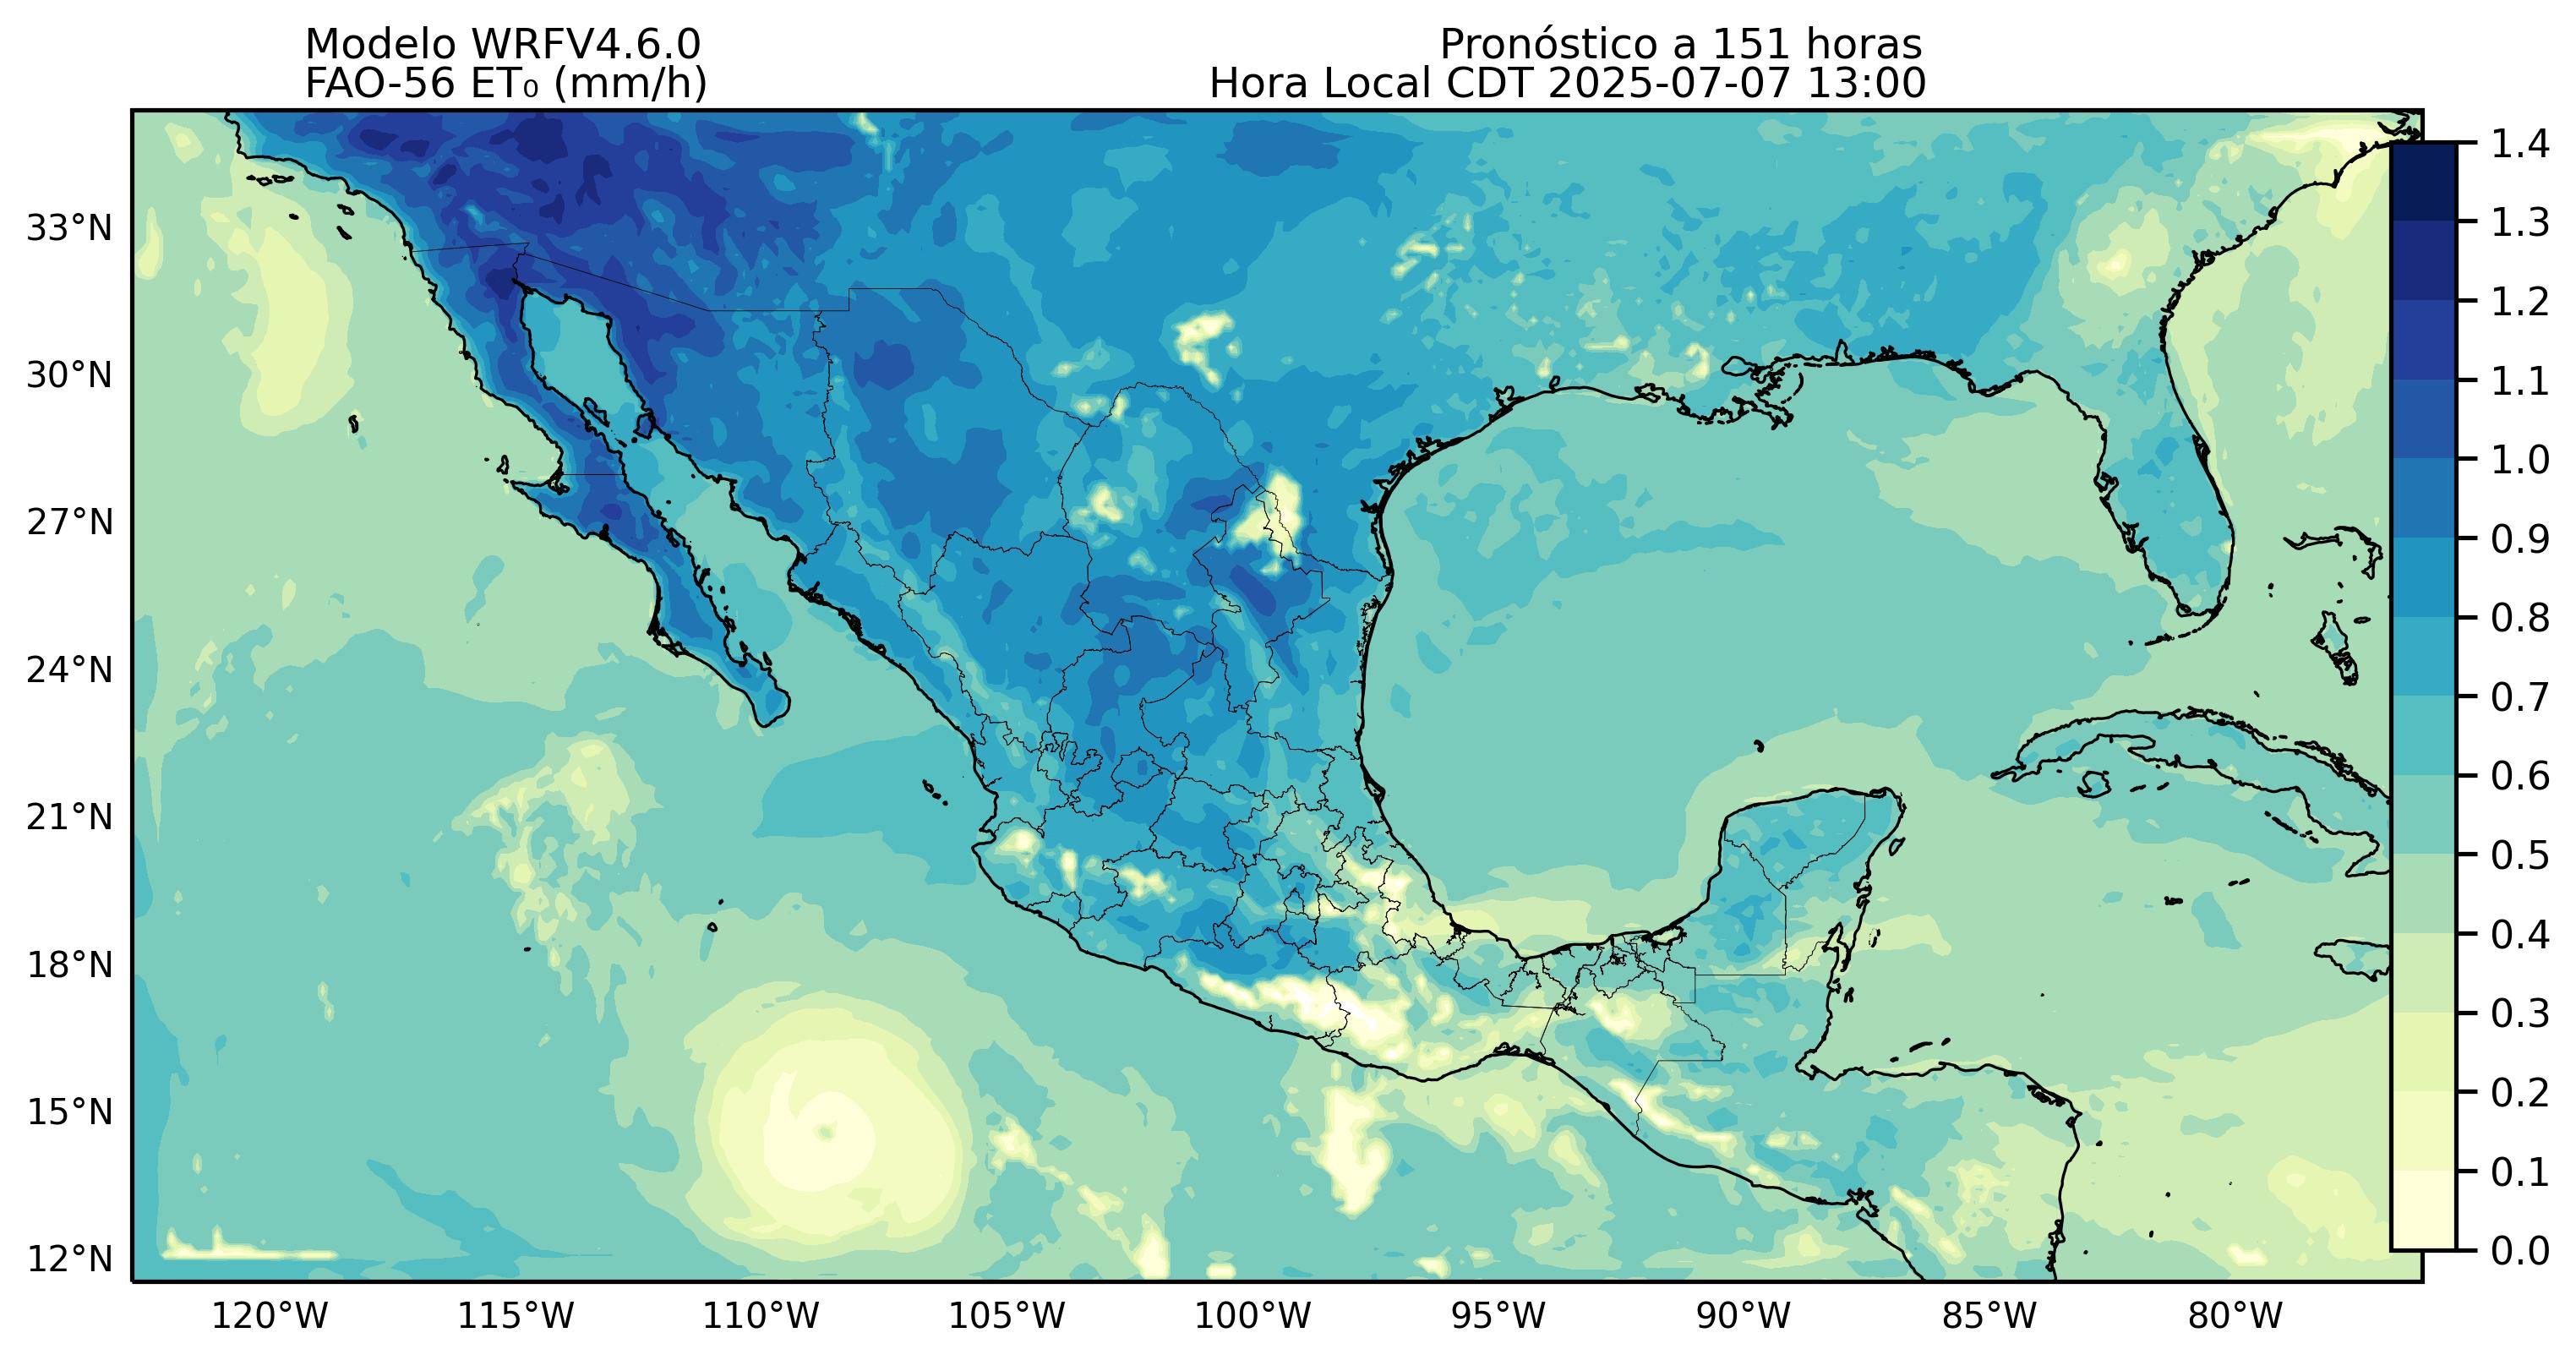 Modelo WRFV4.6.0
FAO-56 ET₀ (mm/h)
Pronóstico a 151 horas
Hora Local CDT 2025-07-07 13:00
33°N
30°N
27°N
24°N
21°N
18°N
15°N
12°N
120°W
115°W
110°W
105°W
100°W
95°W
90°W
85°W
80°W
1.4
1.3
1.2
1.1
1.0
0.9
0.8
0.7
0.6
0.5
0.4
0.3
0.2
0.1
0.0